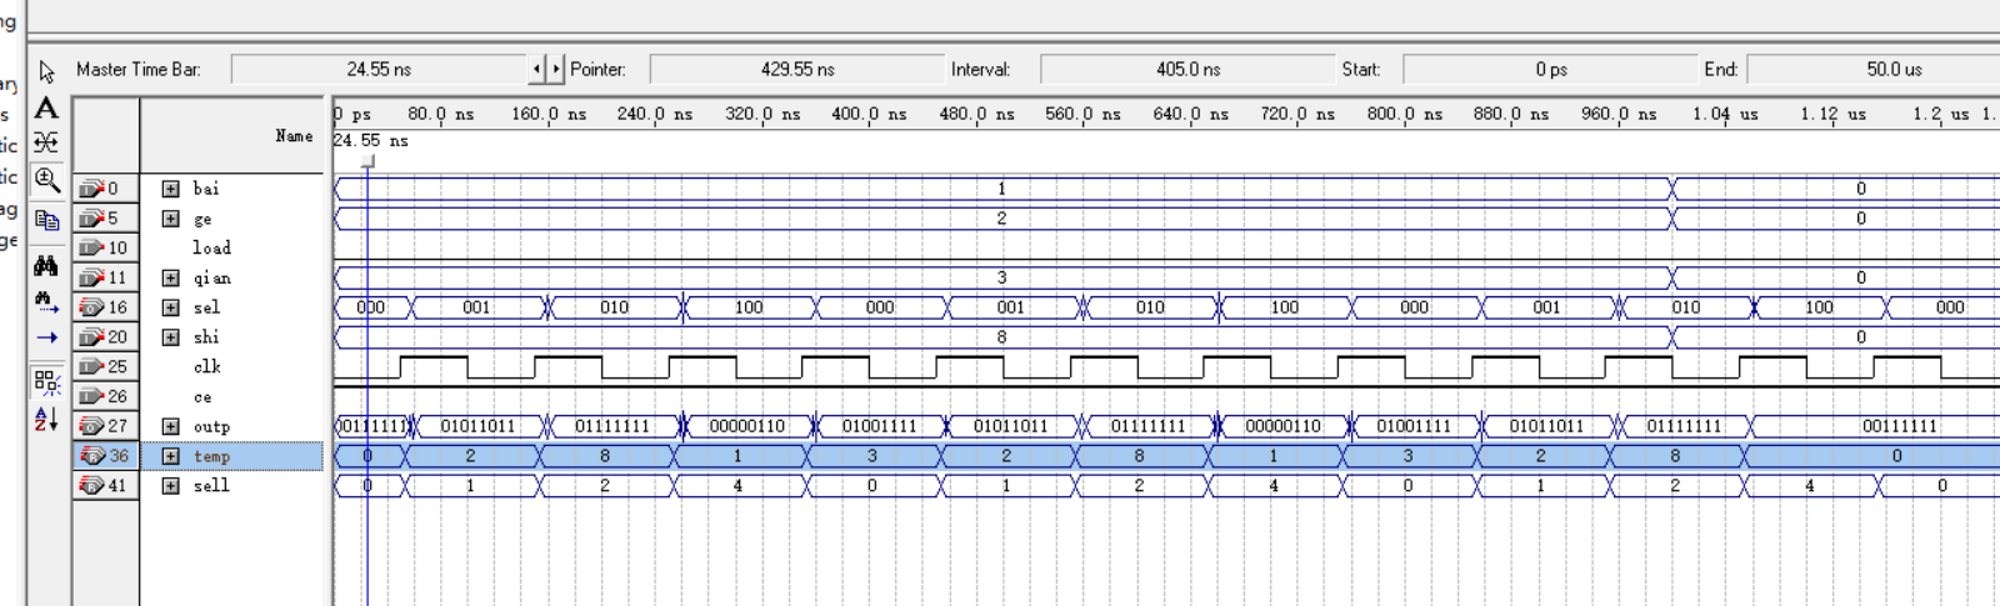 ng
Master Time Bar: 24.55 ns Pointer: 429.55 ns Interval: 405.0 ns Start: 0 ps End: 50.0 us
ary
s
tic
tic
ag
ge
A
A
Z
Name
0 ps 80.0 ns 160.0 ns 240.0 ns 320.0 ns 400.0 ns 480.0 ns 560.0 ns 640.0 ns 720.0 ns 800.0 ns 880.0 ns 960.0 ns 1.04 us 1.12 us 1.2 us 1.
24.55 ns
0 bai 1 0
5 ge 2 0
10 load
11 qian 3 0
16 sel 000 001 010 100 000 001 010 100 000 001 010 100 000
20 shi 8 0
25 clk
26 ce
27 outp 00111111 01011011 01111111 00000110 01001111 01011011 01111111 00000110 01001111 01011011 01111111 00111111
36 temp 0 2 8 1 3 2 8 1 3 2 8 0
41 sell 0 1 2 4 0 1 2 4 0 1 2 4 0